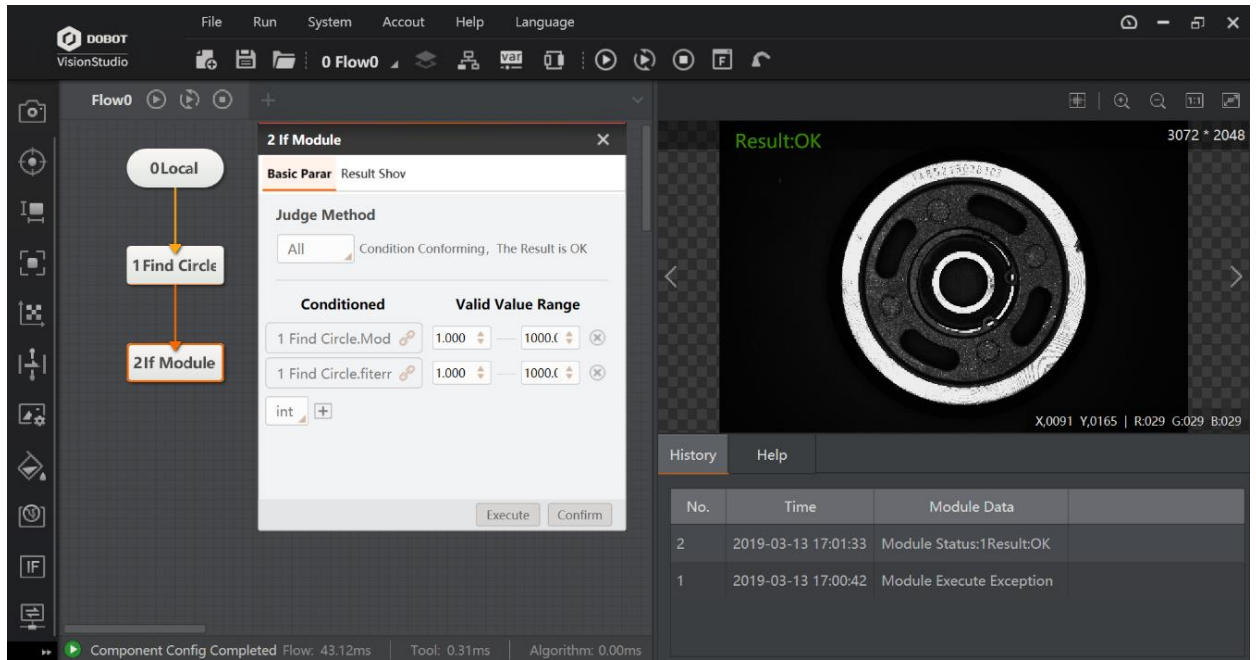 File Run System Accout Help Language
DOBOT
VisionStudio
0 Flow0
var
F
Flow0
1:1
2 If Module
Basic Parar Result Shov
Judge Method
All Condition Conforming, The Result is OK
Conditioned Valid Value Range
1 Find Circle.Mod 1.000 1000.(
1 Find Circle.fiterr 1.000 1000.(
int
Execute Confirm
0Local
1Find Circle
2If Module
IF
Result:OK
3072 * 2048
X,0091 Y,0165 | R:029 G:029 B:029
History Help
No. Time Module Data
2 2019-03-13 17:01:33 Module Status:1Result:OK
1 2019-03-13 17:00:42 Module Execute Exception
Component Config Completed Flow: 43.12ms Tool: 0.31ms Algorithm: 0.00ms